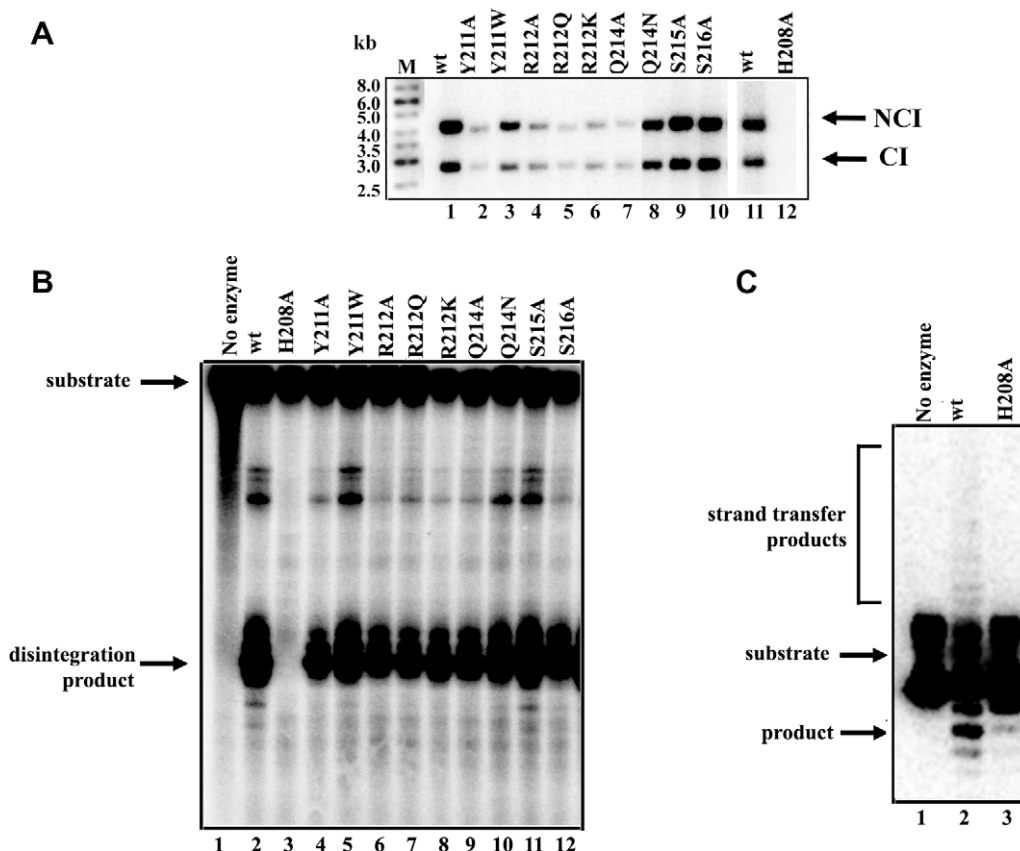 A
kb
M
wt
Y211A
Y211W
R212A
R212Q
R212K
Q214A
Q214N
S215A
S216A
wt
H208A
8.0
6.0
5.0
4.0
3.5
3.0
2.5
NCI
CI
1 2 3 4 5 6 7 8 9 10 11 12
B
No enzyme
wt
H208A
Y211A
Y211W
R212A
R212Q
R212K
Q214A
Q214N
S215A
S216A
substrate
disintegration
product
1 2 3 4 5 6 7 8 9 10 11 12
C
No enzyme
wt
H208A
strand transfer
products
substrate
product
1 2 3